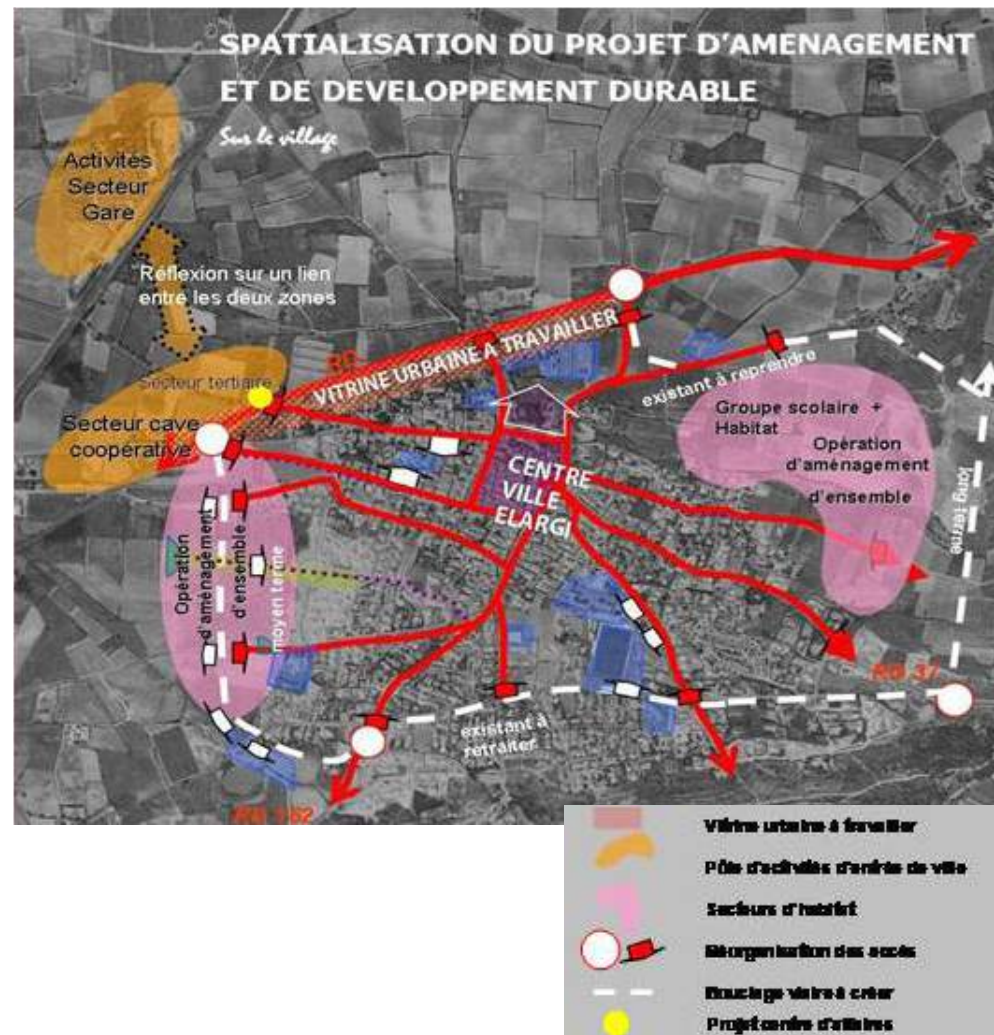 SPATIALISATION DU PROJET D'AMENAGEMENT
ET DE DEVELOPPEMENT DURABLE
Sur le village
Activités
Secteur
Gare
Réflexion sur un lien
entre les deux zones
VITRINE URBAINE A TRAVAILLER
Secteur tertiaire
Secteur cave
coopérative
existant à reprendre
Groupe scolaire +
Habitat
Opération
d'aménagement
d'ensemble
CENTRE
VILLE
ELARGI
long terme
Opération
d'aménagement
d'ensemble
moyen terme
existant à
retraiter
Vitrine urbaine à travailler
Pôle d'activités d'entrée de ville
Secteurs d'habitat
Réorganisation des accès
Bouclage viaire à créer
Projet centre d'affaires